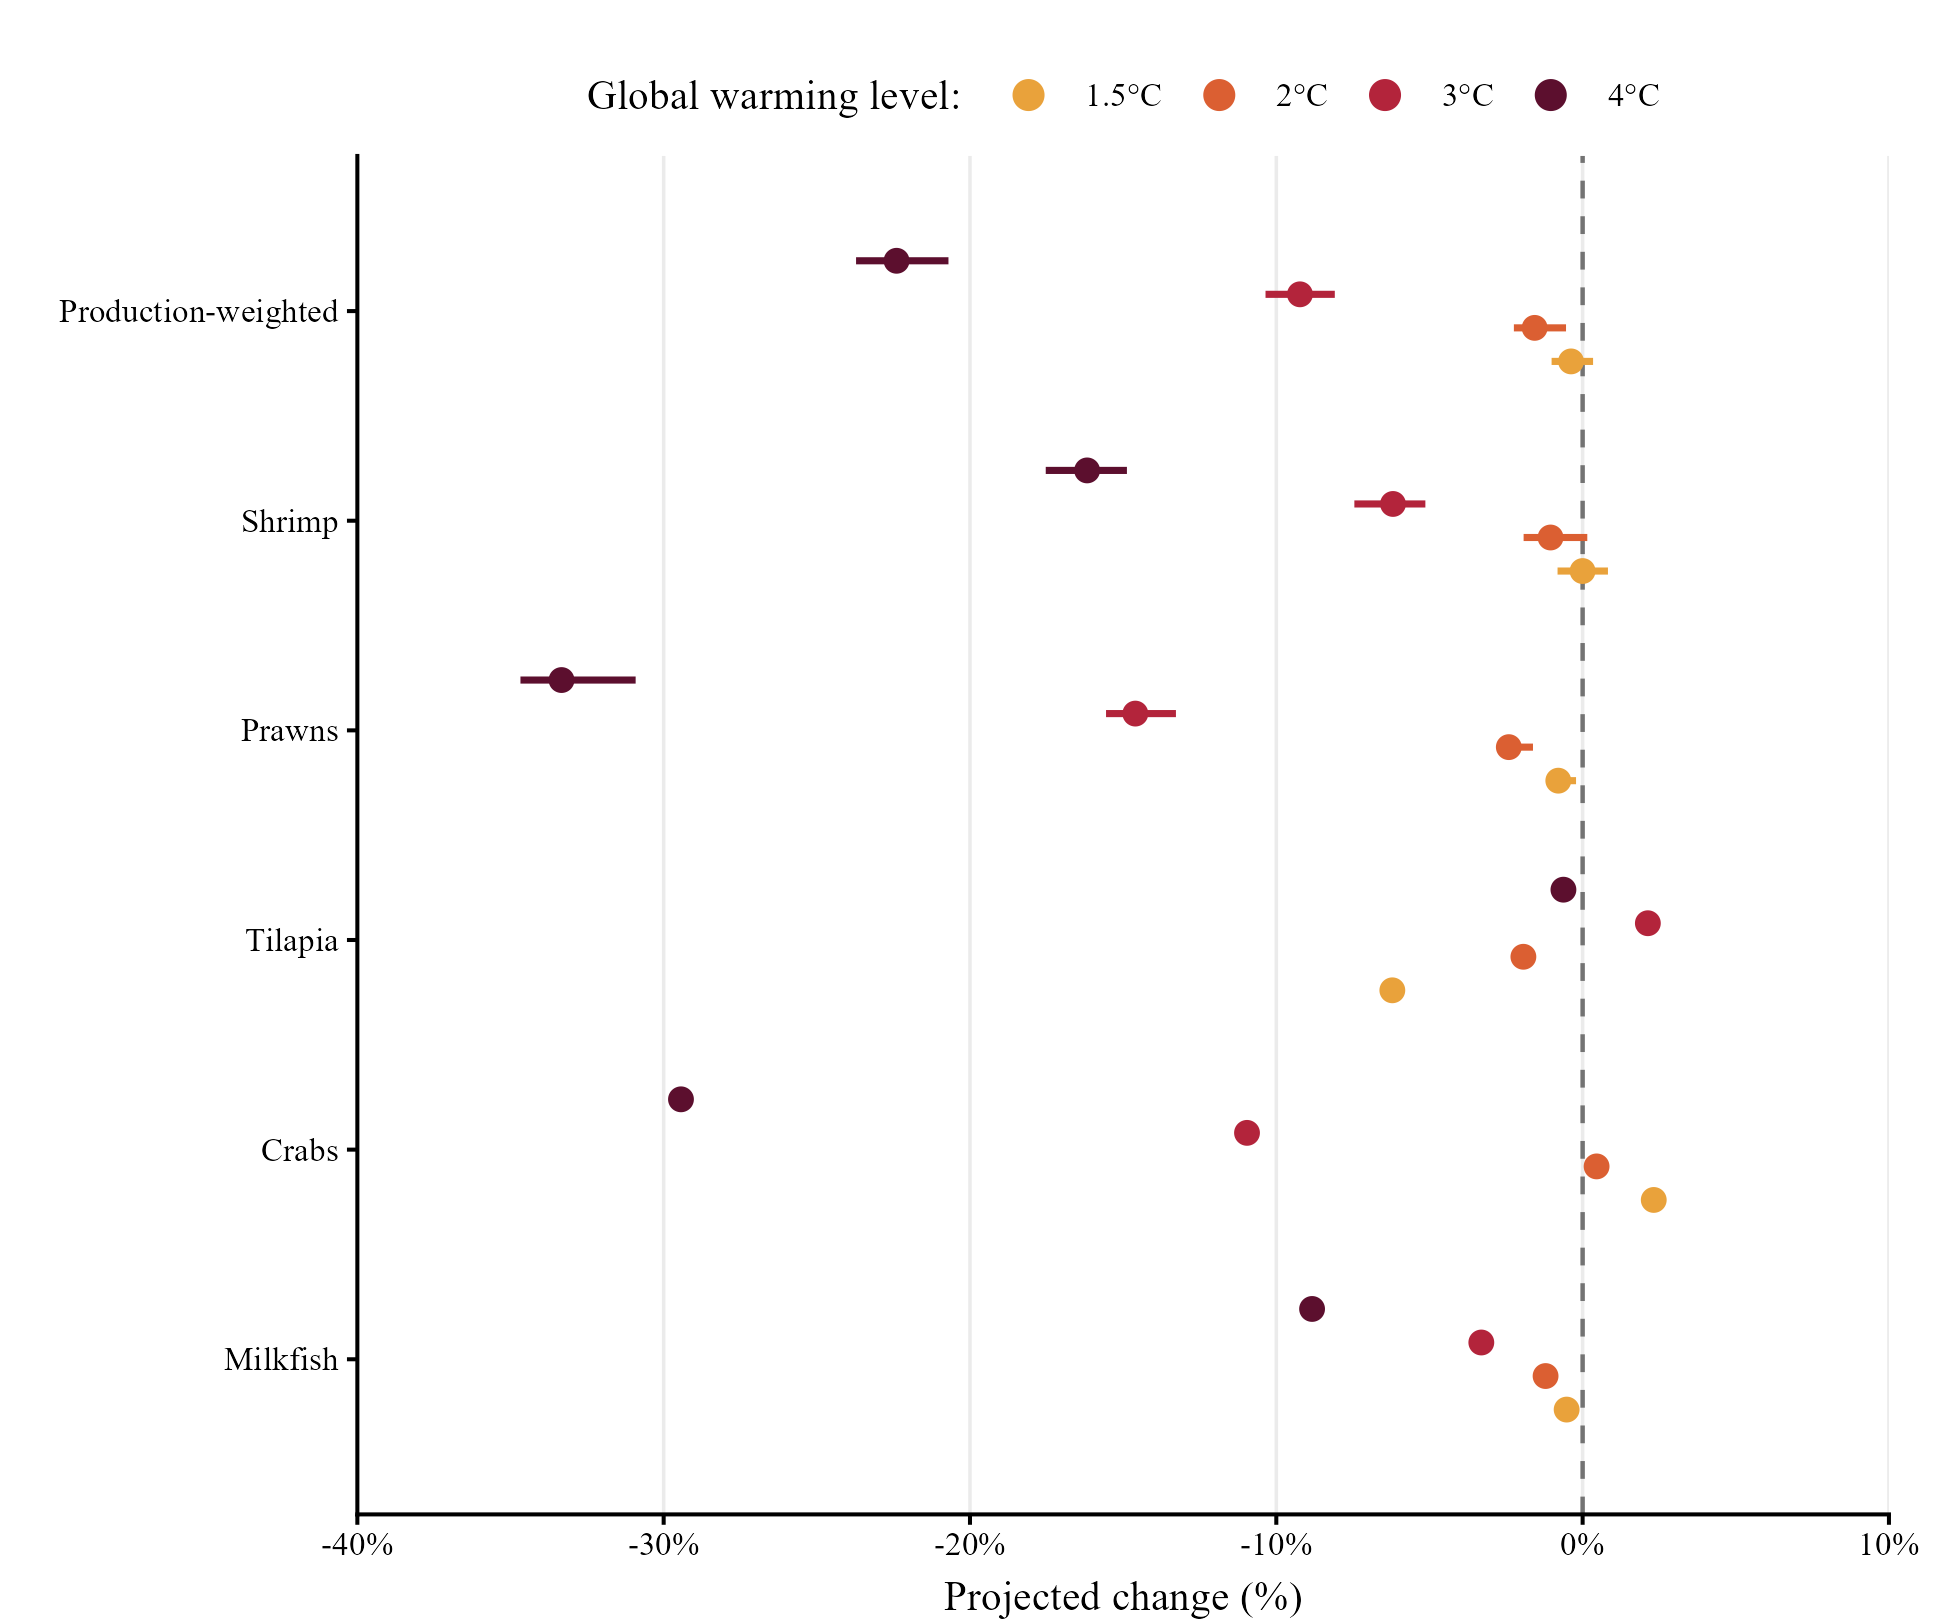 Global warming level: 1.5°C 2°C 3°C 4°C
Production-weighted
Shrimp
Prawns
Tilapia
Crabs
Milkfish
-40% -30% -20% -10% 0% 10%
Projected change (%)